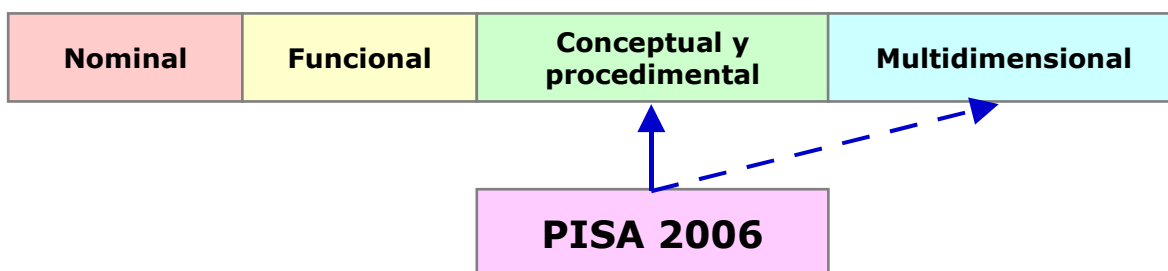 Nominal
Funcional
Conceptual y
procedimental
Multidimensional
PISA 2006